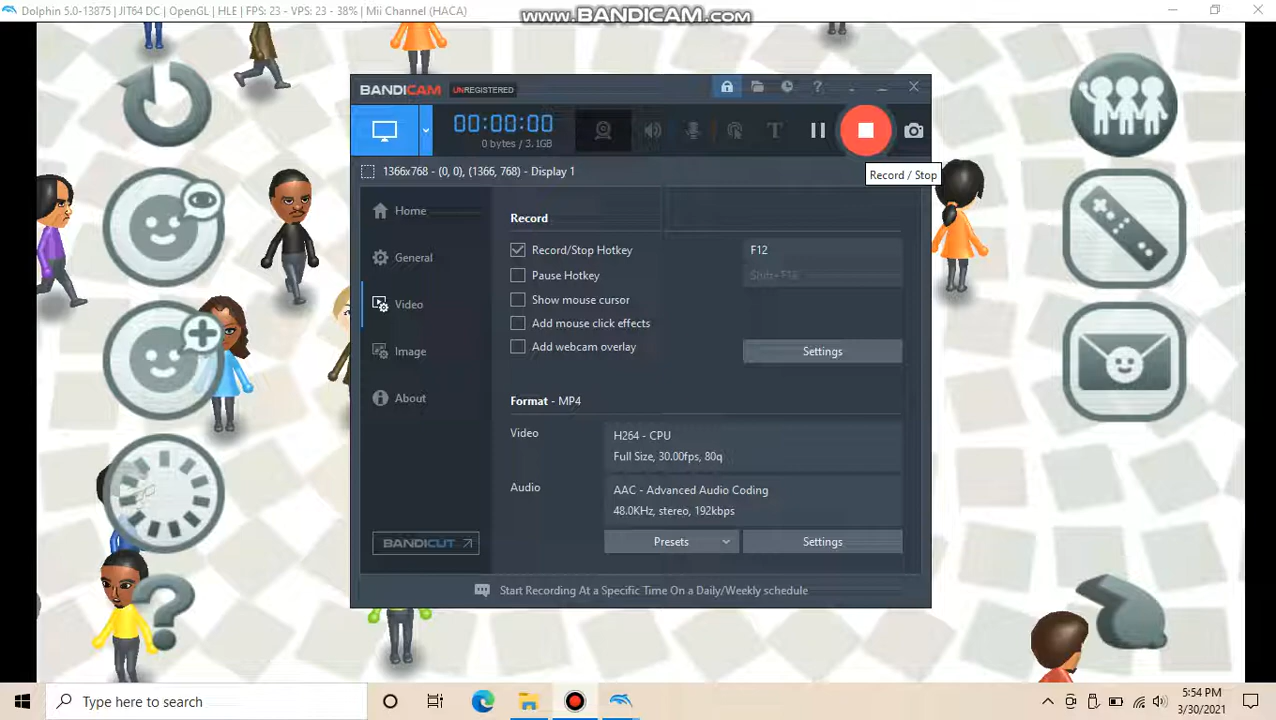 Dolphin 5.0-13875 | JIT64 DC | OpenGL | HLE | FPS: 23 - VPS: 23 - 38% | Mii Channel (HACA)
www.BANDICAM.com
BANDICAM UNREGISTERED
00:00:00
0 bytes / 3.1GB
1366x768 - (0, 0), (1366, 768) - Display 1
Record / Stop
Home
General
Video
Image
About
BANDICUT
Record
Record/Stop Hotkey F12
Pause Hotkey Shift+F12
Show mouse cursor
Add mouse click effects
Add webcam overlay Settings
Format - MP4
Video H264 - CPU
Full Size, 30.00fps, 80q
Audio AAC - Advanced Audio Coding
48.0KHz, stereo, 192kbps
Presets Settings
Start Recording At a Specific Time On a Daily/Weekly schedule
Type here to search
5:54 PM
3/30/2021